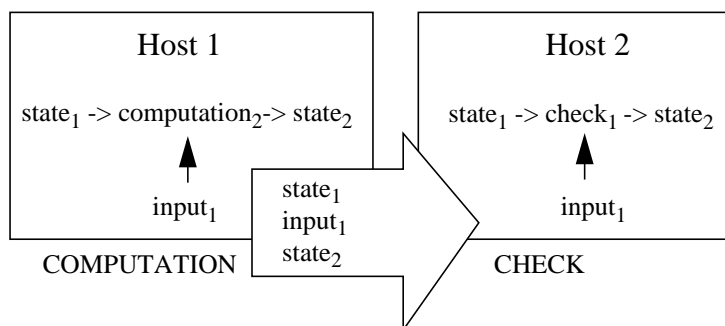 Host 1
state₁ -> computation₂-> state₂
input₁
COMPUTATION
state₁
input₁
state₂
Host 2
state₁ -> check₁ -> state₂
input₁
CHECK